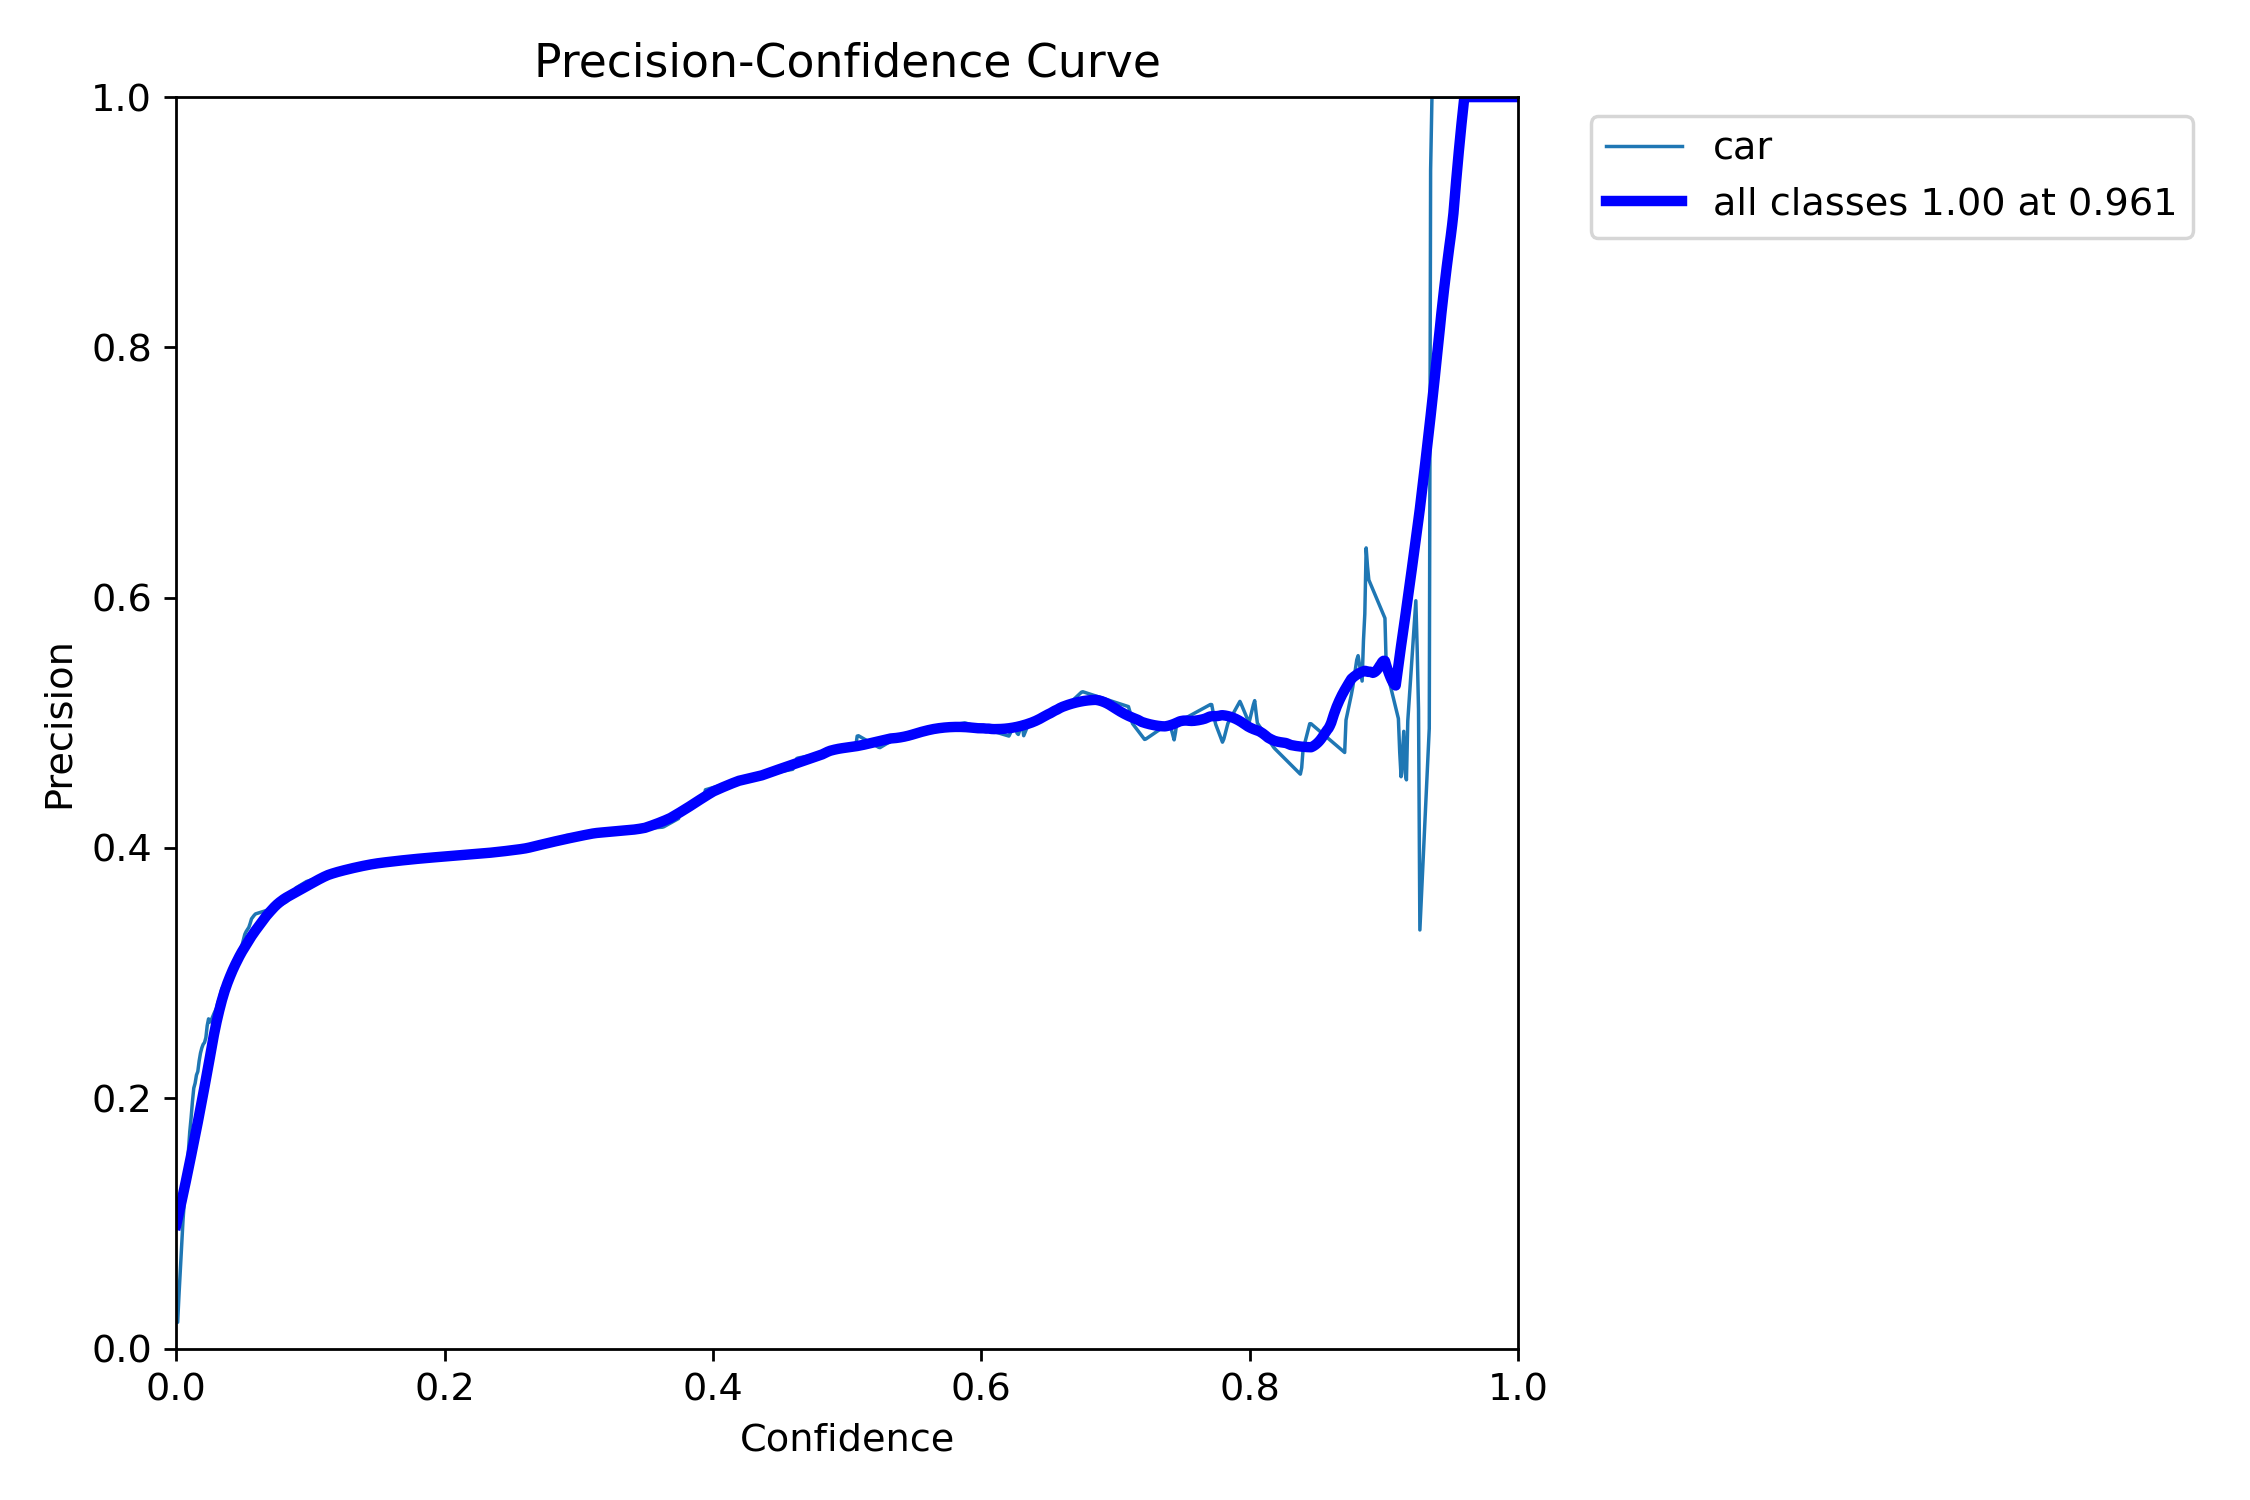 Precision-Confidence Curve
1.0
0.8
0.6
0.4
0.2
0.0
Precision
0.0 0.2 0.4 0.6 0.8 1.0
Confidence
car
all classes 1.00 at 0.961